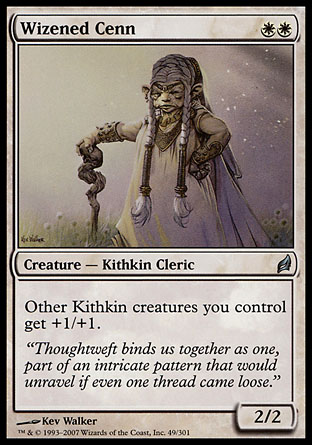 Wizened Cenn
Kev Walker
Creature — Kithkin Cleric
Other Kithkin creatures you control
get +1/+1.
“Thoughtweft binds us together as one,
part of an intricate pattern that would
unravel if even one thread came loose.”
Kev Walker
2/2
™ & © 1993–2007 Wizards of the Coast, Inc. 49/301